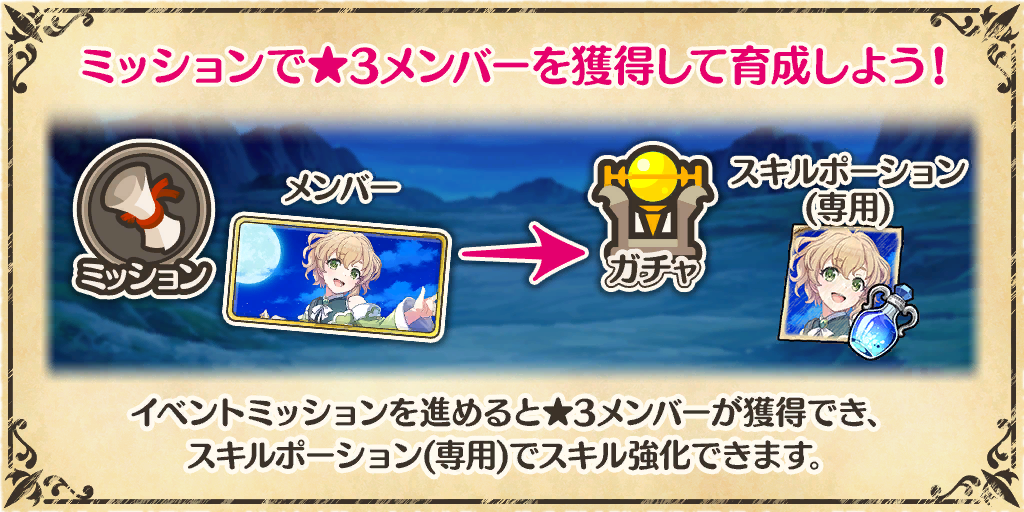 ミッションで★3メンバーを獲得して育成しよう！
メンバー
スキルポーション
(専用)
ミッション
ガチャ
イベントミッションを進めると★3メンバーが獲得でき、
スキルポーション(専用)でスキル強化できます。